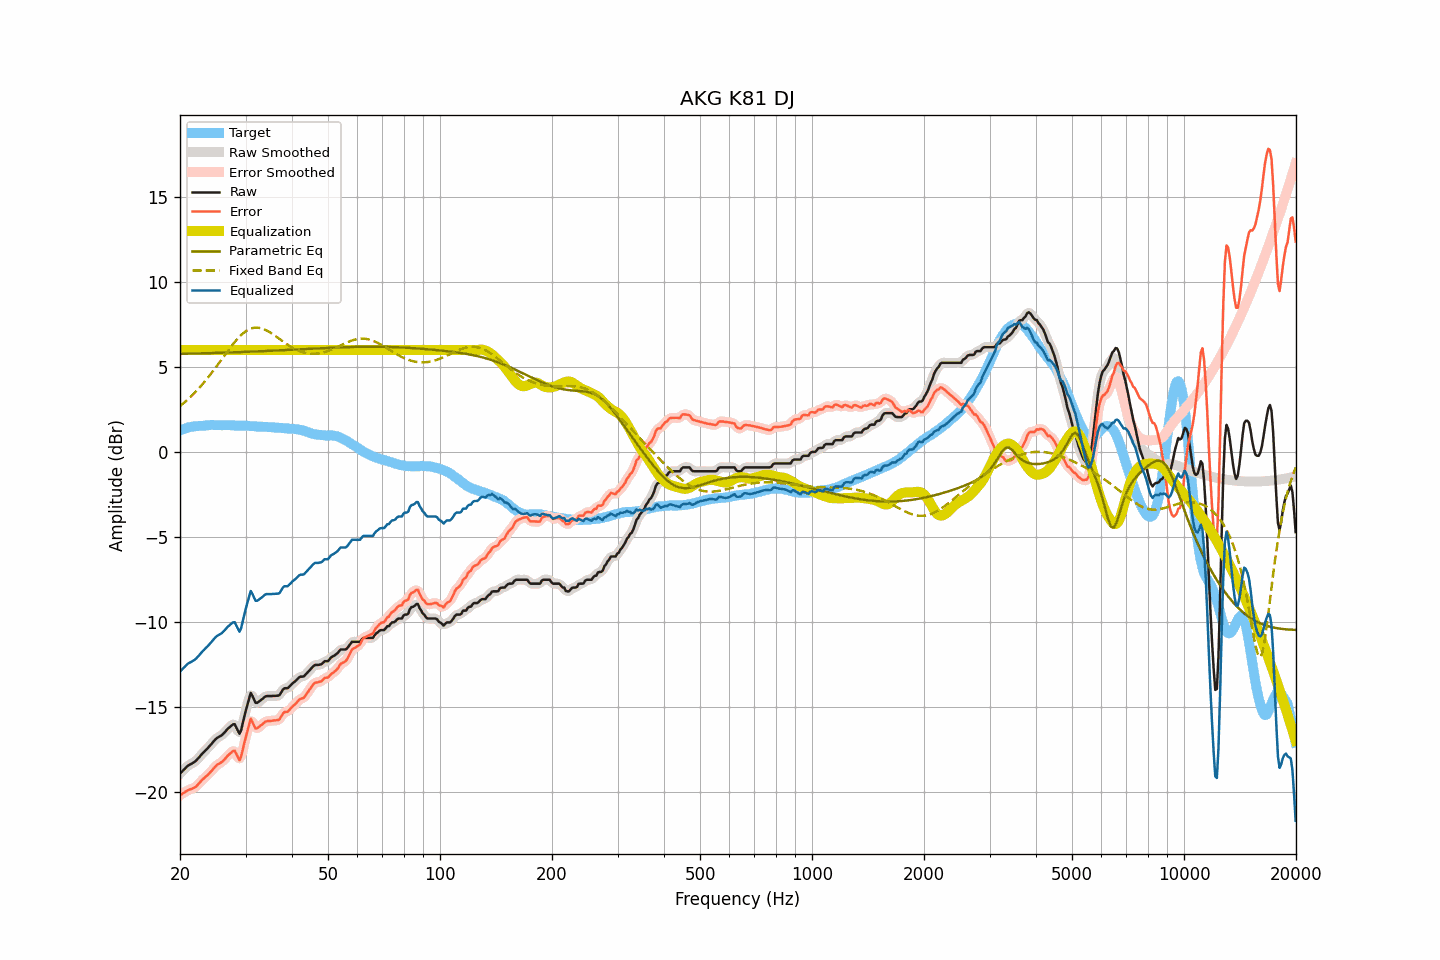 AKG K81 DJ
Target
Raw Smoothed
Error Smoothed
Raw
Error
Equalization
Parametric Eq
Fixed Band Eq
Equalized
15
10
5
0
−5
−10
−15
−20
Amplitude (dBr)
20 50 100 200 500 1000 2000 5000 10000 20000
Frequency (Hz)